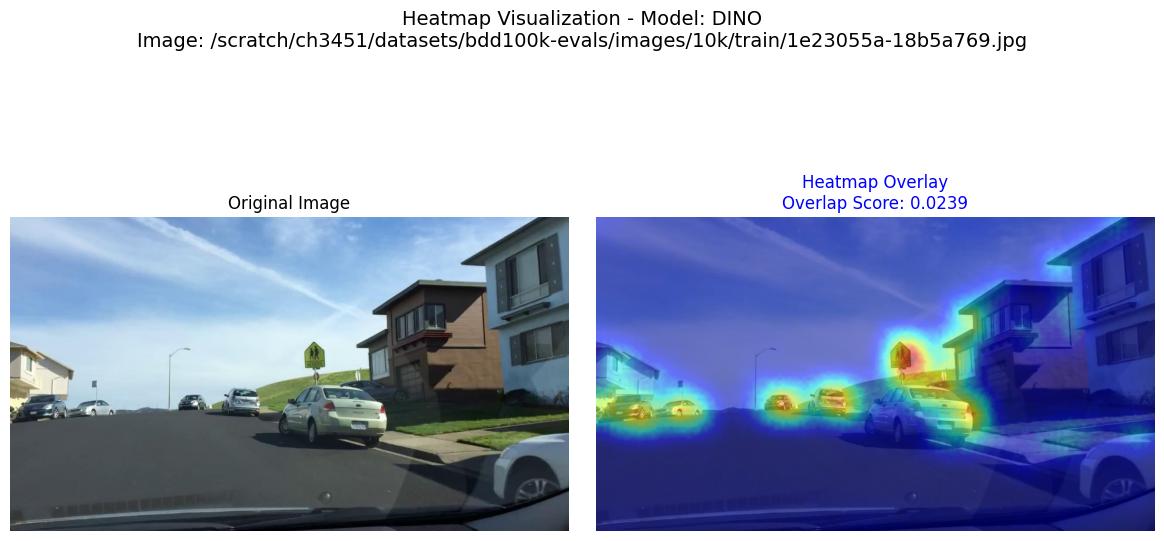 Heatmap Visualization - Model: DINO
Image: /scratch/ch3451/datasets/bdd100k-evals/images/10k/train/1e23055a-18b5a769.jpg
Original Image
Heatmap Overlay
Overlap Score: 0.0239